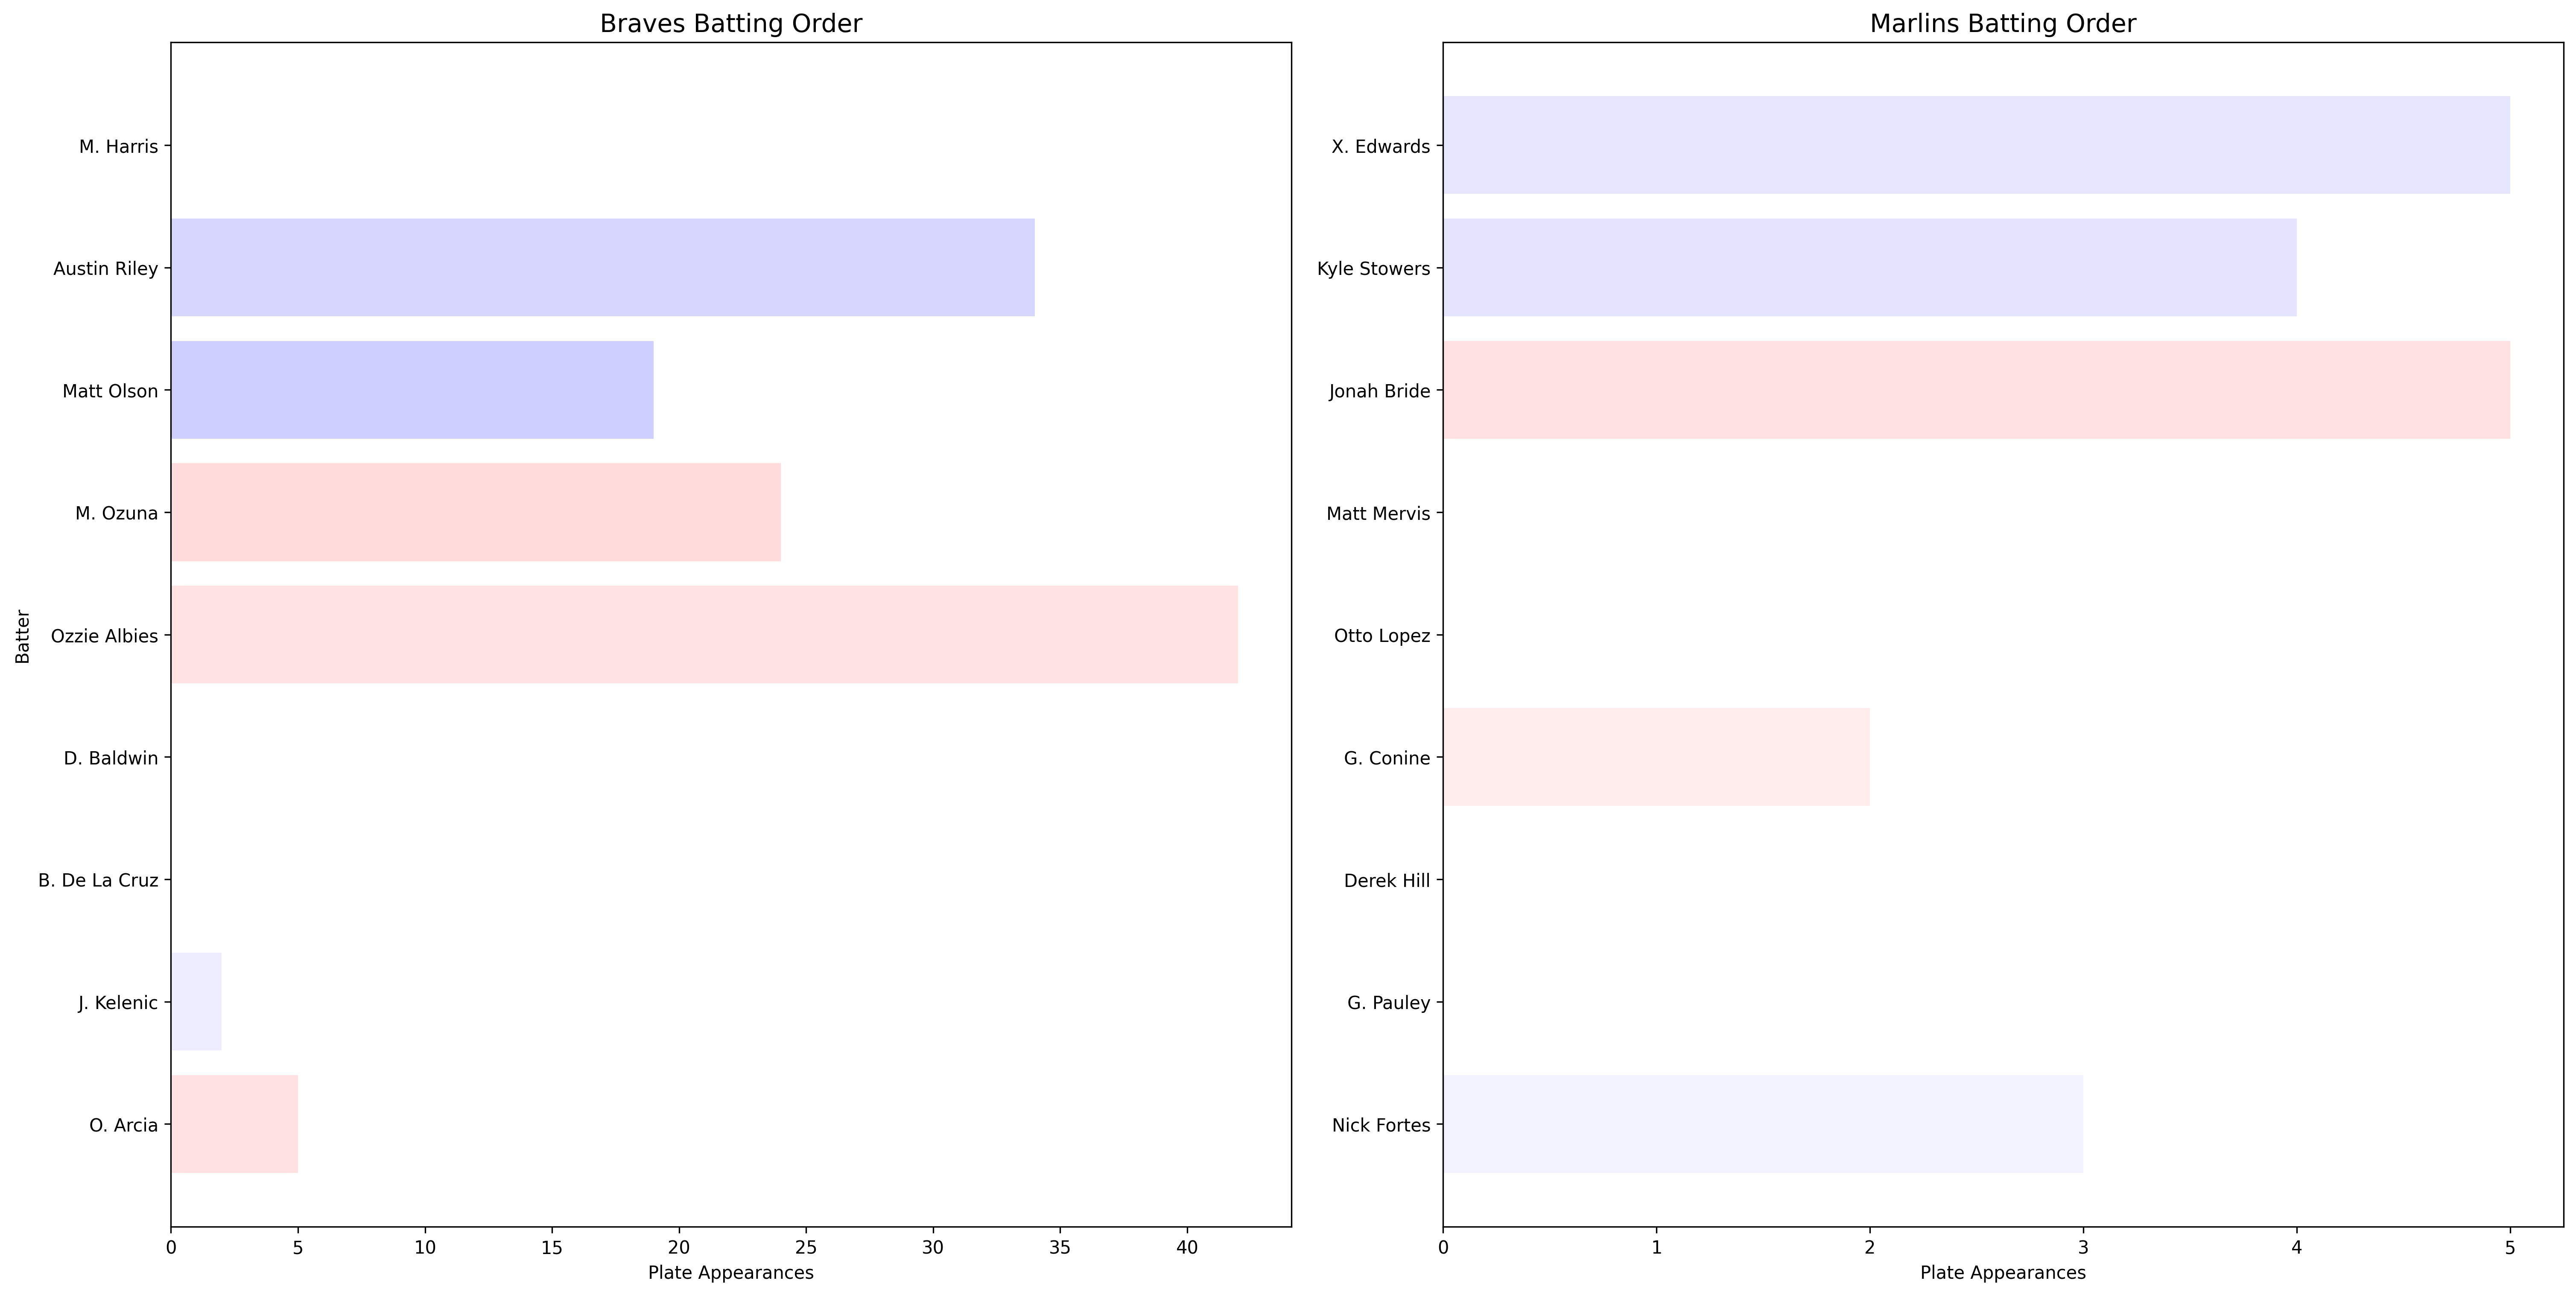 Braves Batting Order
Batter
M. Harris
Austin Riley
Matt Olson
M. Ozuna
Ozzie Albies
D. Baldwin
B. De La Cruz
J. Kelenic
O. Arcia
0 5 10 15 20 25 30 35 40
Plate Appearances
Marlins Batting Order
X. Edwards
Kyle Stowers
Jonah Bride
Matt Mervis
Otto Lopez
G. Conine
Derek Hill
G. Pauley
Nick Fortes
0 1 2 3 4 5
Plate Appearances